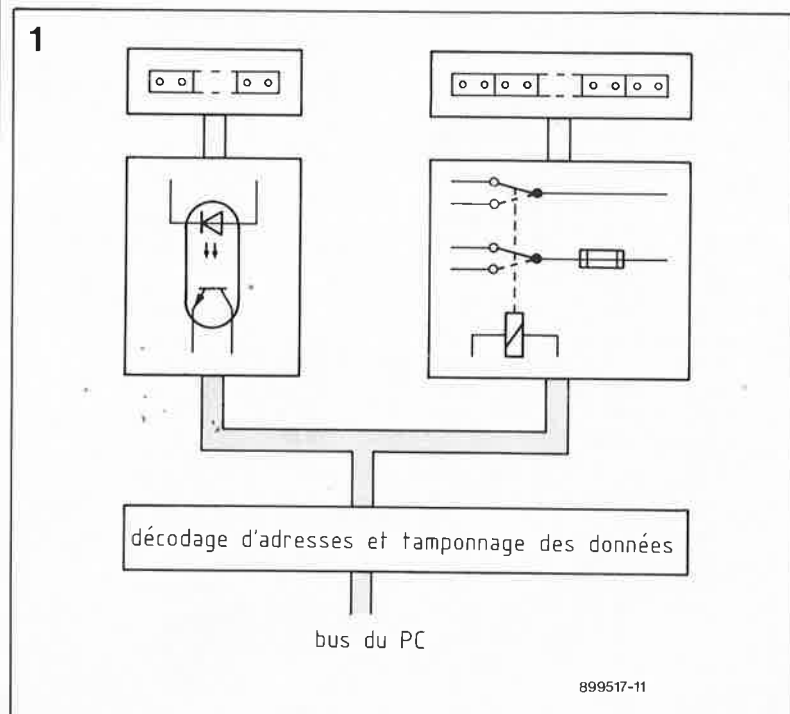 1
décodage d'adresses et tamponnage des données
bus du PC
899517-11